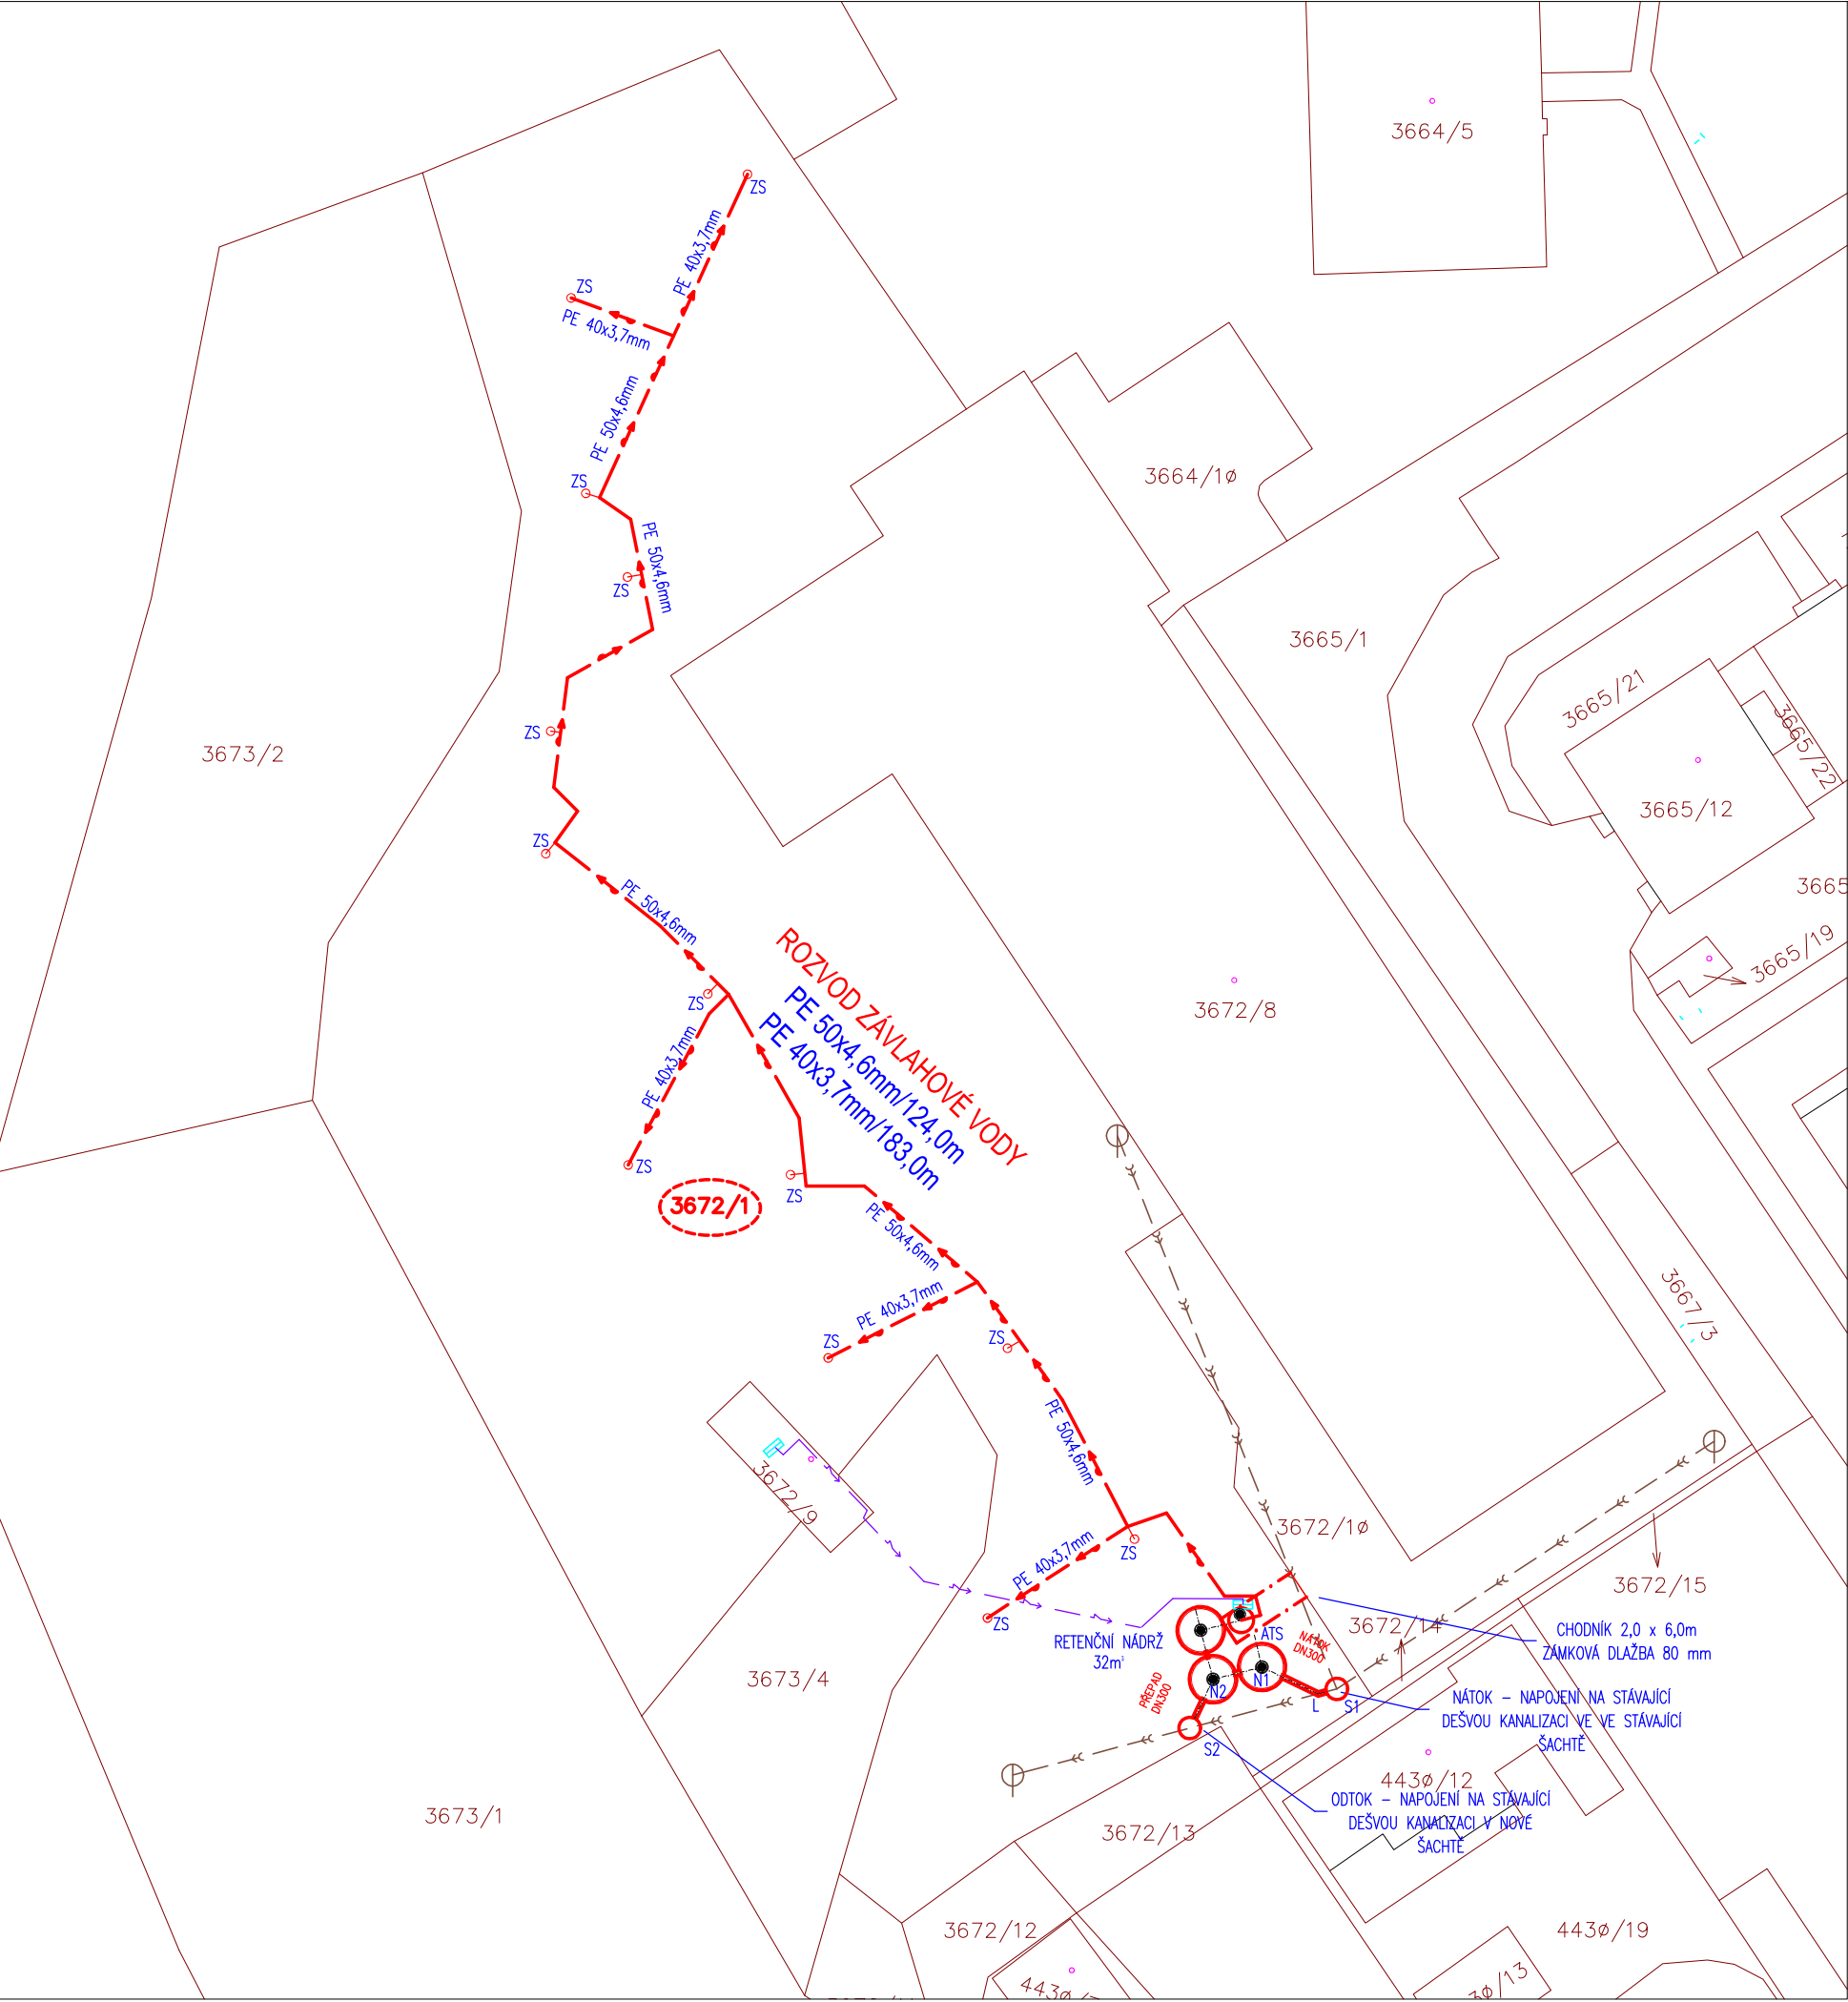 3664/5
ZS
PE 40x3,7mm
ZS
PE 40x3,7mm
PE 50x4,6mm
ZS
3664/1ø
PE 50x4,6mm
ZS
3665/1
3665/21
3665/22
ZS
3673/2
3665/12
ZS
PE 50x4,6mm
3665
3665/19
ROZVOD ZÁVLAHOVÉ VODY
PE 50x4,6mm/124,0m
PE 40x3,7mm/183,0m
ZS
3672/8
PE 40x3,7mm
ZS
3672/1
ZS
PE 50x4,6mm
PE 40x3,7mm
ZS
ZS
3667/3
PE 50x4,6mm
3672/9
3672/1ø
ZS
PE 40x3,7mm
3672/15
ZS
3672/14
CHODNÍK 2,0 x 6,0m
ZÁMKOVÁ DLAŽBA 80 mm
RETENČNÍ NÁDRŽ
32m³
ATS
NÁTOK
DN300
3673/4
N1
N2
PŘEPAD
DN300
L
S1
NÁTOK – NAPOJENÍ NA STÁVAJÍCÍ
DEŠVOU KANALIZACI VE VE STÁVAJÍCÍ
ŠACHTĚ
S2
443ø/12
ODTOK – NAPOJENÍ NA STÁVAJÍCÍ
DEŠVOU KANALIZACI V NOVÉ
ŠACHTĚ
3673/1
3672/13
3672/12
443ø/19